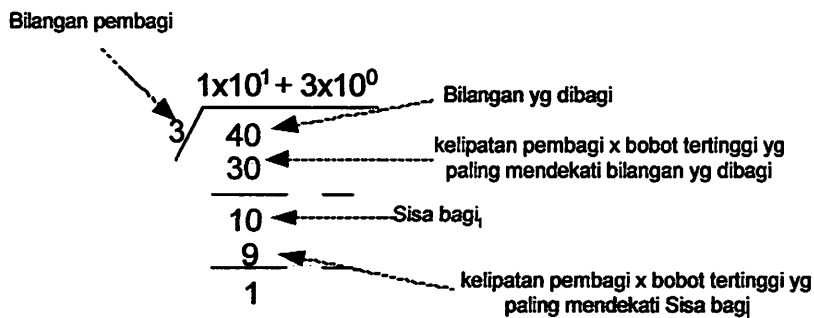 Bilangan pembagi
1x10¹ + 3x10⁰
Bilangan yg dibagi
3
40
kelipatan pembagi x bobot tertinggi yg
paling mendekati bilangan yg dibagi
30
10
Sisa bagi₁
9
kelipatan pembagi x bobot tertinggi yg
paling mendekati Sisa bagi
1